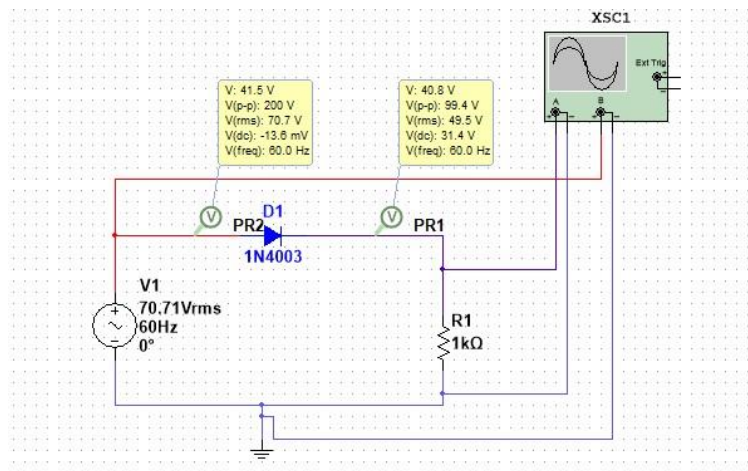 XSC1
Ext Trig
+
−
A
B
+ − + −
V: 41.5 V
V(p-p): 200 V
V(rms): 70.7 V
V(dc): -13.6 mV
V(freq): 60.0 Hz
V: 40.8 V
V(p-p): 99.4 V
V(rms): 49.5 V
V(dc): 31.4 V
V(freq): 60.0 Hz
V
V
PR2
D1
1N4003
PR1
V1
70.71Vrms
60Hz
0°
+
−
R1
1kΩ